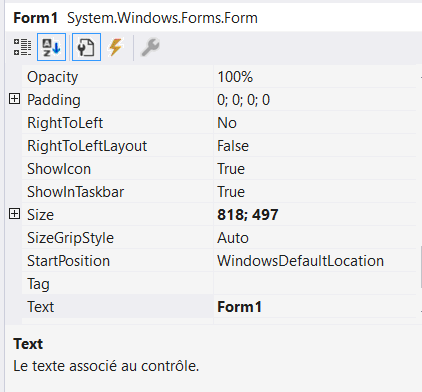 Form1 System.Windows.Forms.Form
Opacity 100%
Padding 0; 0; 0; 0
RightToLeft No
RightToLeftLayout False
ShowIcon True
ShowInTaskbar True
Size 818; 497
SizeGripStyle Auto
StartPosition WindowsDefaultLocation
Tag
Text Form1
Text
Le texte associé au contrôle.